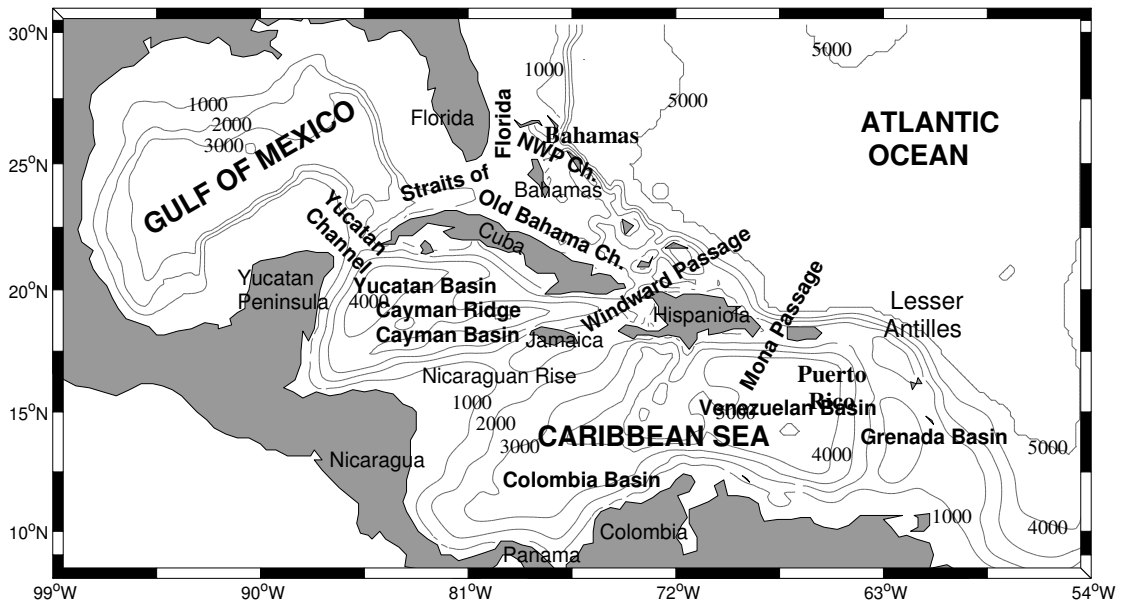 30°N
5000
1000
5000
1000
2000
3000
GULF OF MEXICO
Florida
Straits of Florida
Bahamas
NWP Ch.
Bahamas
ATLANTIC
OCEAN
25°N
Yucatan
Channel
Old Bahama Ch.
Cuba
Windward Passage
Mona Passage
Yucatan
Peninsula
20°N
Yucatan Basin
4000
Cayman Ridge
Cayman Basin
Jamaica
Hispaniola
Lesser
Antilles
Nicaraguan Rise
Puerto
Rico
15°N
1000
2000
3000
Venezuelan Basin
5000
CARIBBEAN SEA
4000
Grenada Basin
5000
Nicaragua
Colombia Basin
10°N
1000
4000
Colombia
Panama
99°W
90°W
81°W
72°W
63°W
54°W